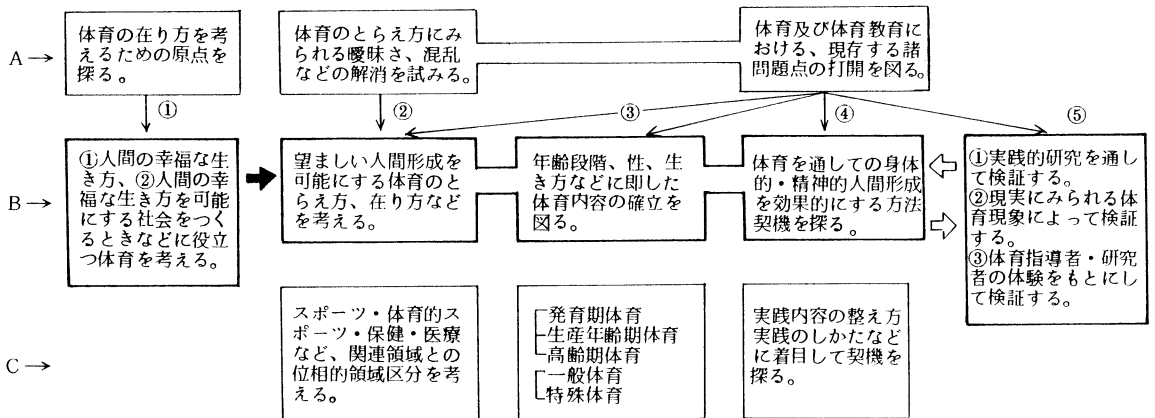 A→
体育の在り方を考
えるための原点を
探る。
体育のとらえ方にみ
られる曖昧さ、混乱
などの解消を試みる。
体育及び体育教育に
おける、現存する諸
問題点の打開を図る。
①
②
③
④
⑤
B→
①人間の幸福な生
き方、②人間の幸
福な生き方を可能
にする社会をつく
るときなどに役立
つ体育を考える。
望ましい人間形成を
可能にする体育のと
らえ方、在り方など
を考える。
年齢段階、性、生
き方などに即した
体育内容の確立を
図る。
体育を通しての身体
的・精神的人間形成
を効果的にする方法
契機を探る。
①実践的研究を通し
て検証する。
②現実にみられる体
育現象によって検証
する。
③体育指導者・研究
者の体験をもとにし
て検証する。
C→
スポーツ・体育的ス
ポーツ・保健・医療
など、関連領域との
位相的領域区分を考
える。
発育期体育
生産年齢期体育
高齢期体育
一般体育
特殊体育
実践内容の整え方
実践のしかたなど
に着目して契機を
探る。